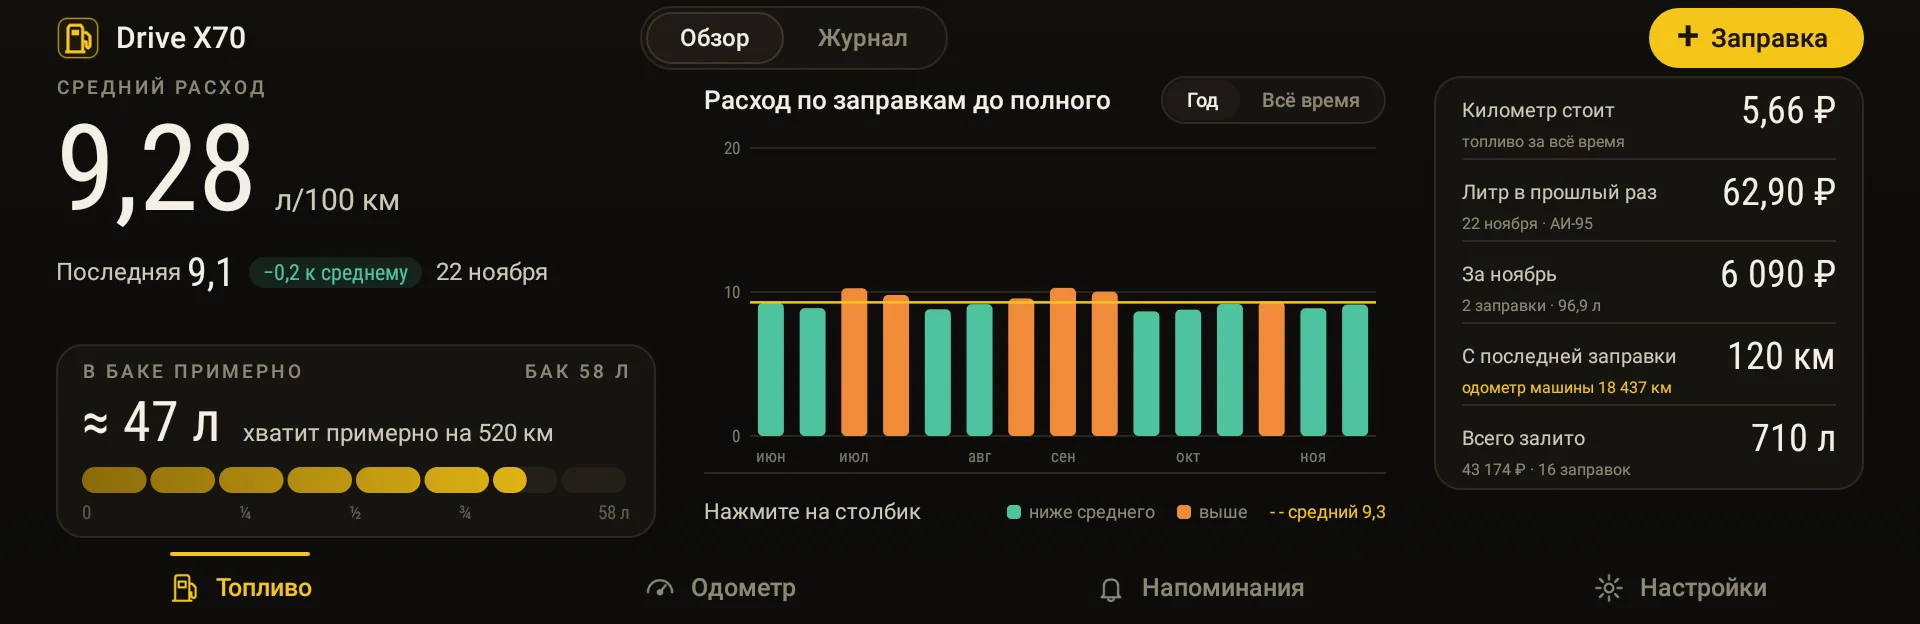 Drive X70
Обзор
Журнал
+ Заправка
СРЕДНИЙ РАСХОД
9,28 л/100 км
Последняя 9,1 −0,2 к среднему 22 ноября
В БАКЕ ПРИМЕРНО
БАК 58 Л
≈ 47 л хватит примерно на 520 км
0 ¼ ½ ¾ 58 л
Расход по заправкам до полного
Год
Всё время
20
10
0
июн июл авг сен окт ноя
Нажмите на столбик
ниже среднего
выше
-- средний 9,3
Километр стоит 5,66 ₽
топливо за всё время
Литр в прошлый раз 62,90 ₽
22 ноября · АИ-95
За ноябрь 6 090 ₽
2 заправки · 96,9 л
С последней заправки 120 км
одометр машины 18 437 км
Всего залито 710 л
43 174 ₽ · 16 заправок
Топливо
Одометр
Напоминания
Настройки